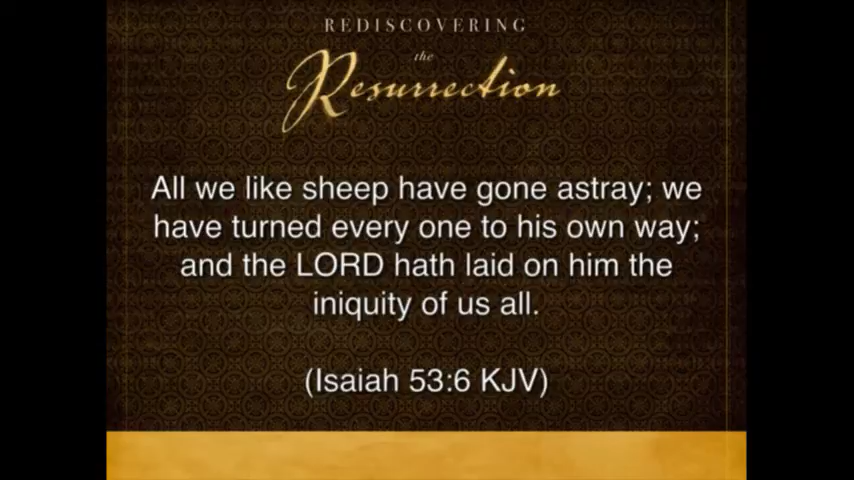 REDISCOVERING
the
Resurrection
All we like sheep have gone astray; we
have turned every one to his own way;
and the LORD hath laid on him the
iniquity of us all.
(Isaiah 53:6 KJV)